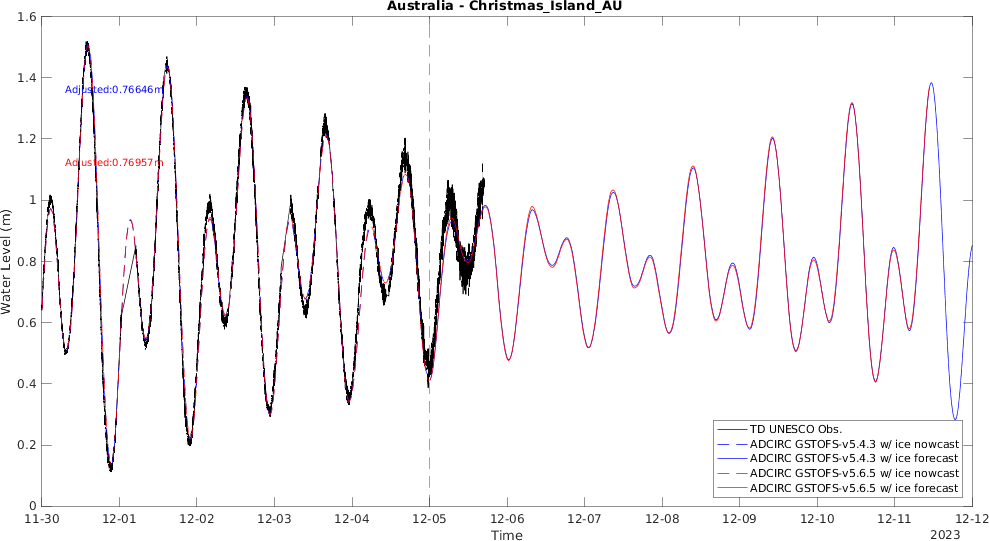 Australia - Christmas_Island_AU
1.6
1.4
1.2
1
0.8
0.6
0.4
0.2
0
Water Level (m)
Adjusted:0.76646m
Adjusted:0.76957m
TD UNESCO Obs.
ADCIRC GSTOFS-v5.4.3 w/ ice nowcast
ADCIRC GSTOFS-v5.4.3 w/ ice forecast
ADCIRC GSTOFS-v5.6.5 w/ ice nowcast
ADCIRC GSTOFS-v5.6.5 w/ ice forecast
11-30 12-01 12-02 12-03 12-04 12-05 12-06 12-07 12-08 12-09 12-10 12-11 12-12
Time
2023